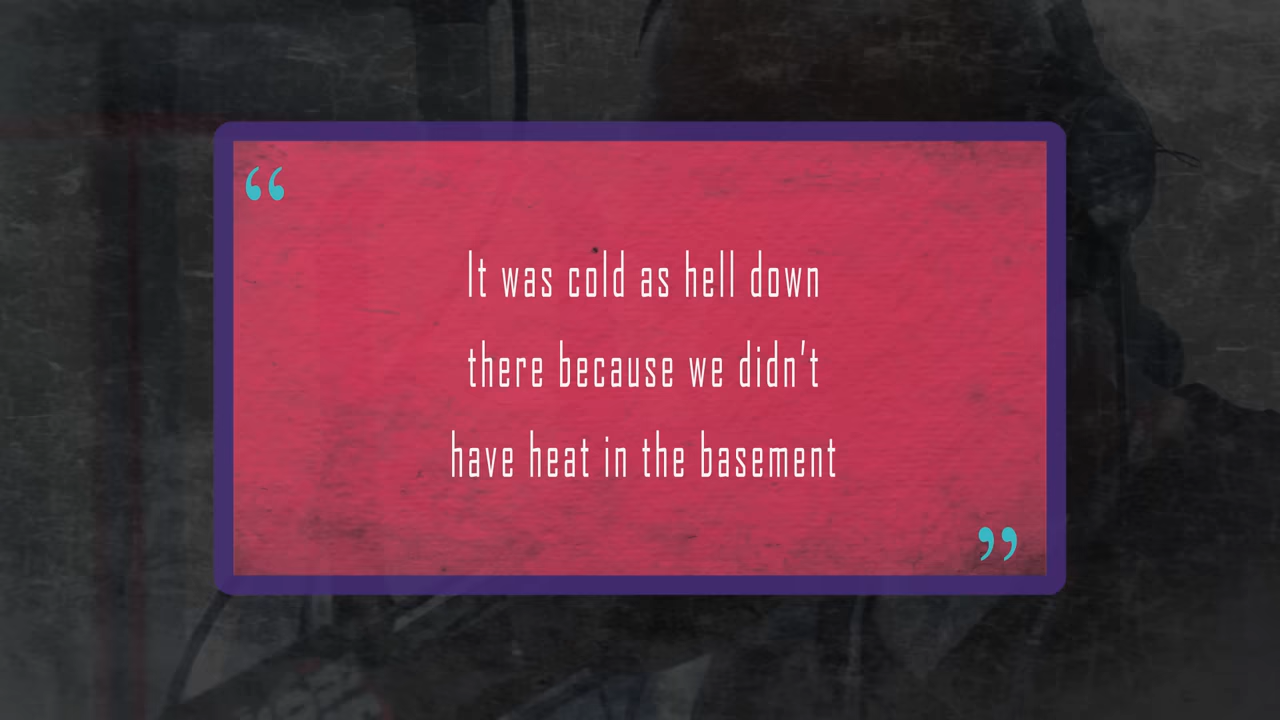 “
It was cold as hell down
there because we didn’t
have heat in the basement
”